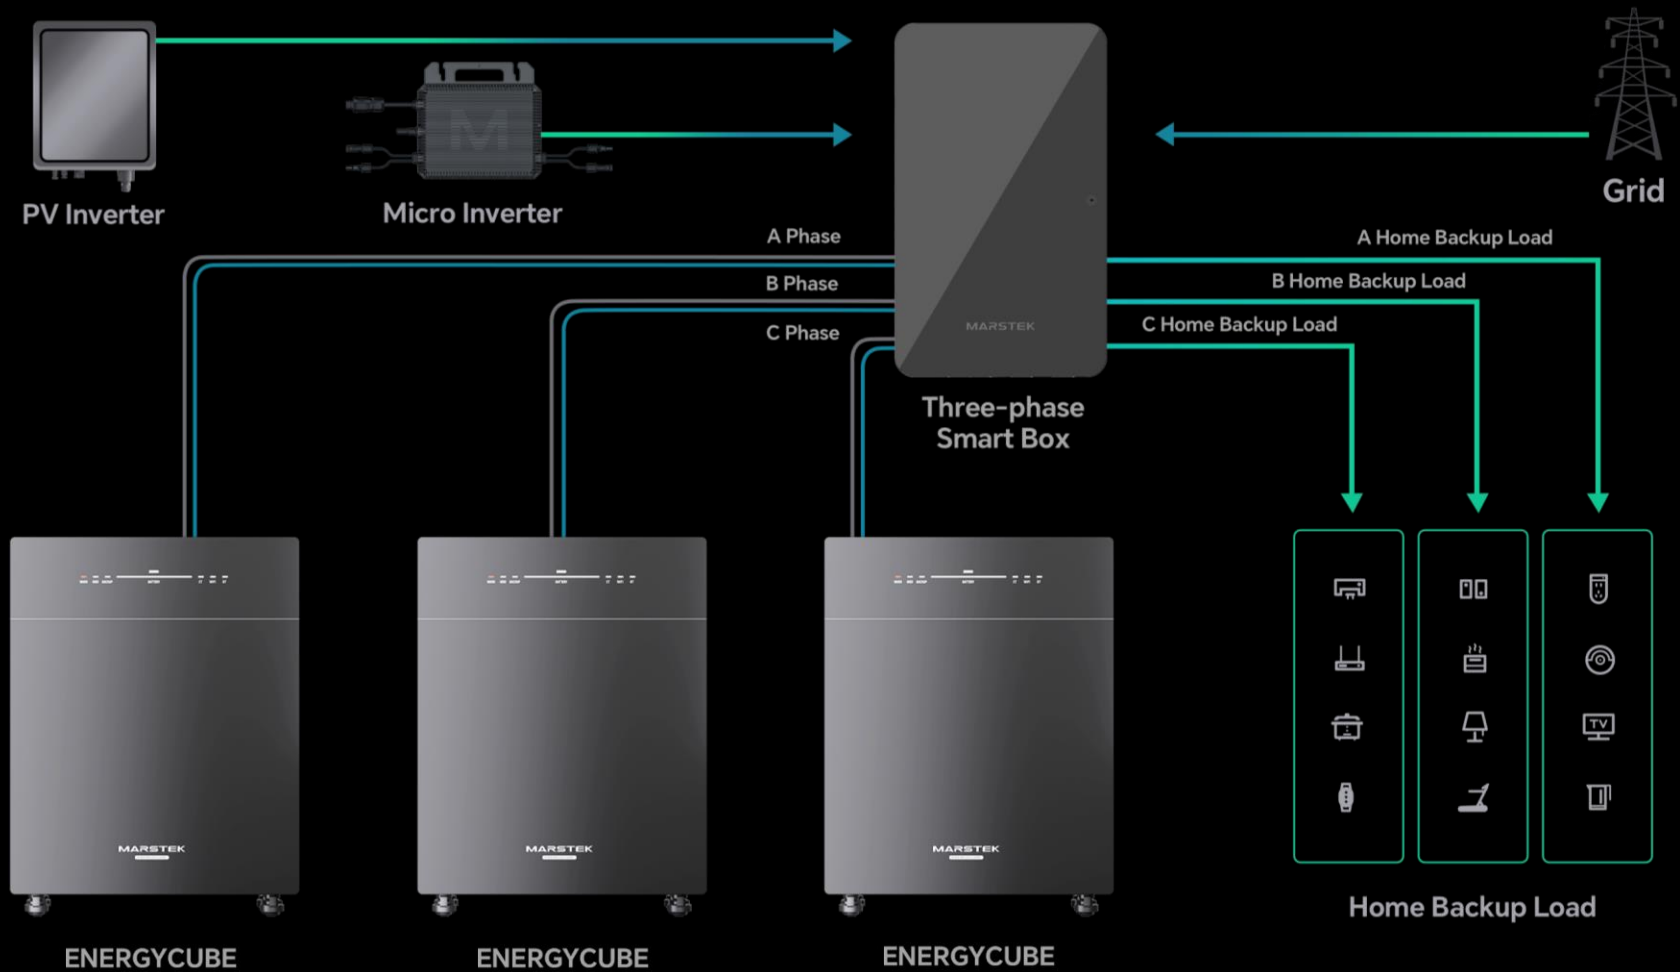 PV Inverter
Micro Inverter
Grid
A Phase
B Phase
C Phase
A Home Backup Load
B Home Backup Load
C Home Backup Load
MARSTEK
Three-phase
Smart Box
TV
MARSTEK
MARSTEK
MARSTEK
Home Backup Load
ENERGYCUBE
ENERGYCUBE
ENERGYCUBE